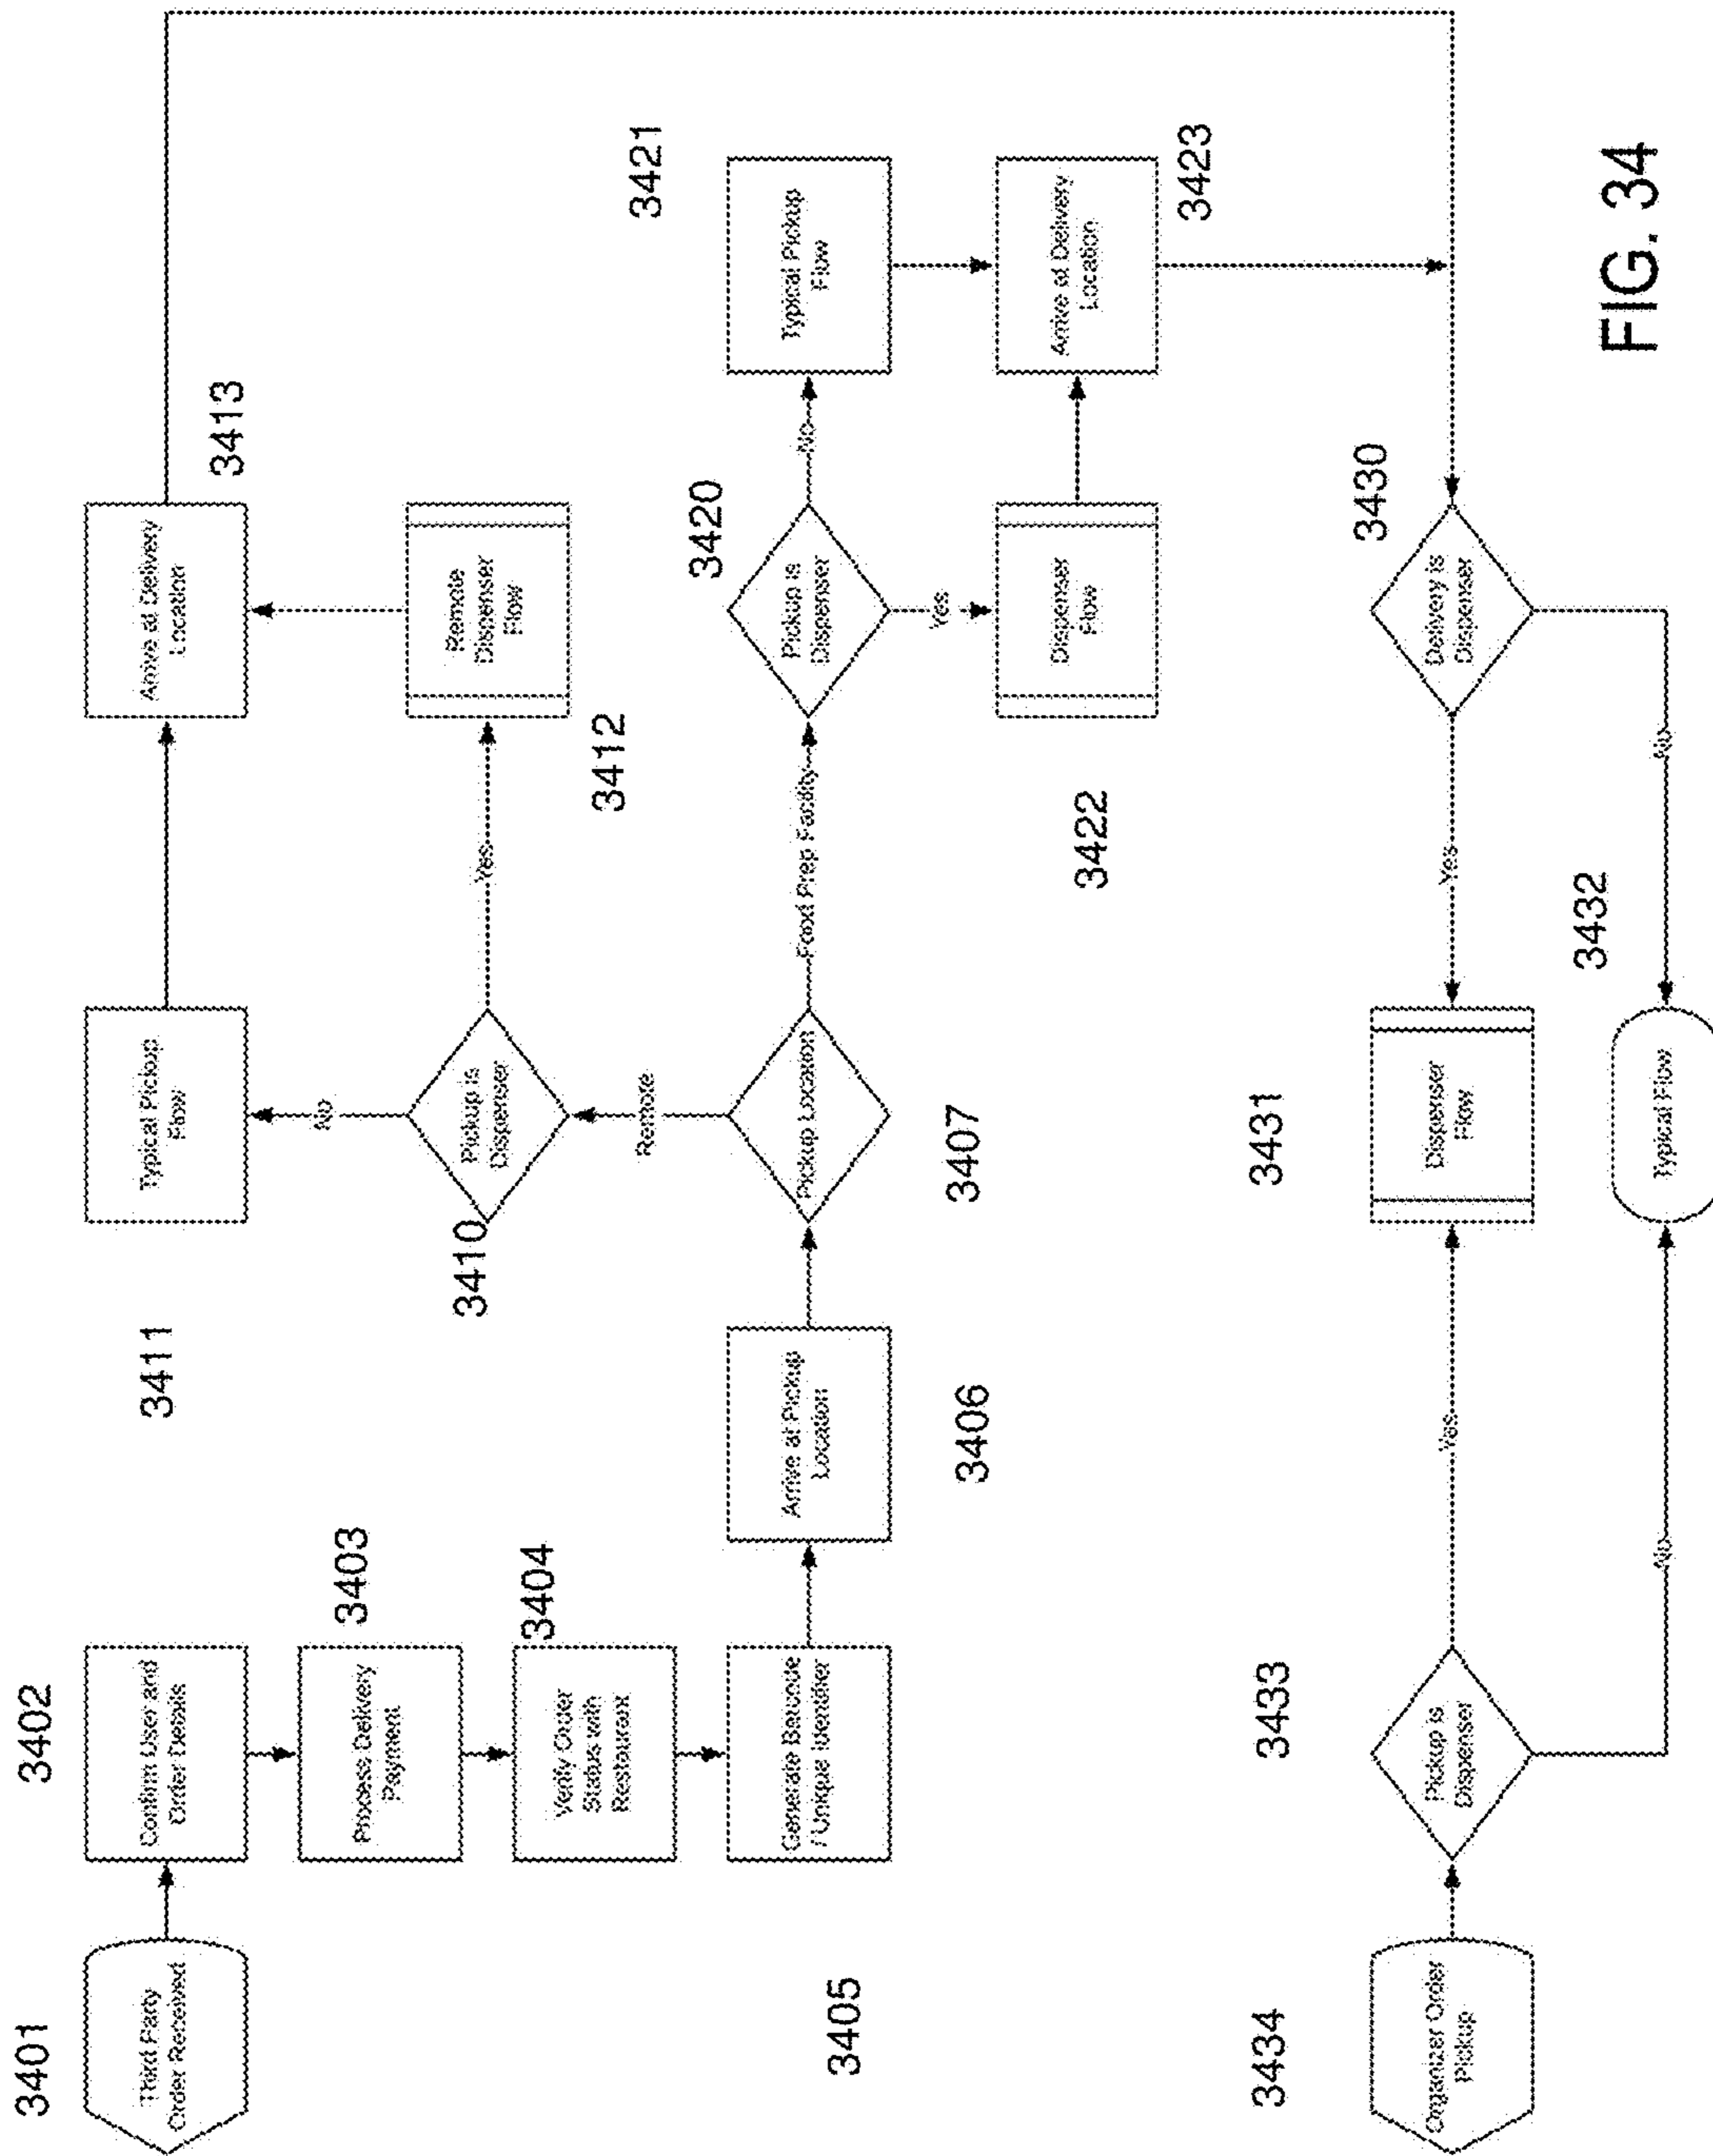 3401
Third Party
Order Received
3402
Confirm User and
Order Details
3403
Process Delivery
Payment
3404
Verify Order
Status with
Restaurant
3405
Generate Barcode
/ Unique Identifier
3406
Arrive at Pickup
Location
3407
Pickup Location
Remote
Food Prep Facility
3410
Pickup is
Dispenser
No
Yes
3411
Typical Pickup
Flow
3412
Remote
Dispenser
Flow
3413
Arrive at Delivery
Location
3420
Pickup is
Dispenser
No
Yes
3421
Typical Pickup
Flow
3422
Dispenser
Flow
3423
Arrive at Delivery
Location
3430
Delivery is
Dispenser
Yes
No
3431
Dispenser
Flow
3432
Typical Flow
3433
Pickup is
Dispenser
Yes
No
3434
Organizer Order
Pickup
FIG. 34